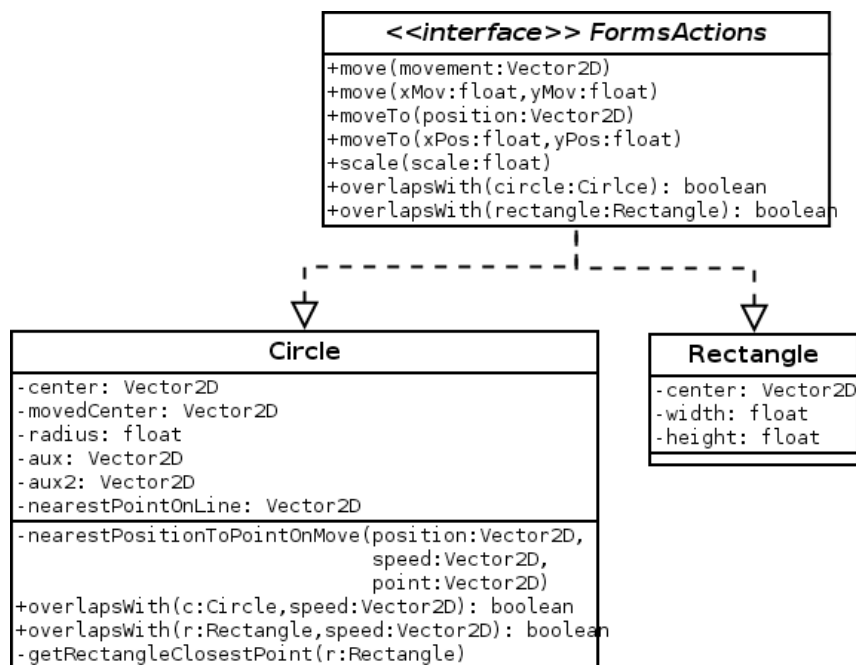 <<interface>> FormsActions
+move(movement:Vector2D)
+move(xMov:float,yMov:float)
+moveTo(position:Vector2D)
+moveTo(xPos:float,yPos:float)
+scale(scale:float)
+overlapsWith(circle:Cirlce): boolean
+overlapsWith(rectangle:Rectangle): boolean
Circle
-center: Vector2D
-movedCenter: Vector2D
-radius: float
-aux: Vector2D
-aux2: Vector2D
-nearestPointOnLine: Vector2D
-nearestPositionToPointOnMove(position:Vector2D,
speed:Vector2D,
point:Vector2D)
+overlapsWith(c:Circle,speed:Vector2D): boolean
+overlapsWith(r:Rectangle,speed:Vector2D): boolean
-getRectangleClosestPoint(r:Rectangle)
Rectangle
-center: Vector2D
-width: float
-height: float